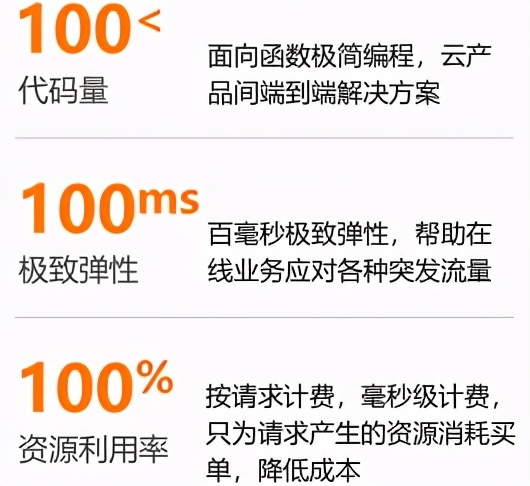 100<
代码量
面向函数极简编程，云产
品间端到端解决方案
100ms
极致弹性
百毫秒极致弹性，帮助在
线业务应对各种突发流量
100%
资源利用率
按请求计费，毫秒级计费，
只为请求产生的资源消耗买
单，降低成本